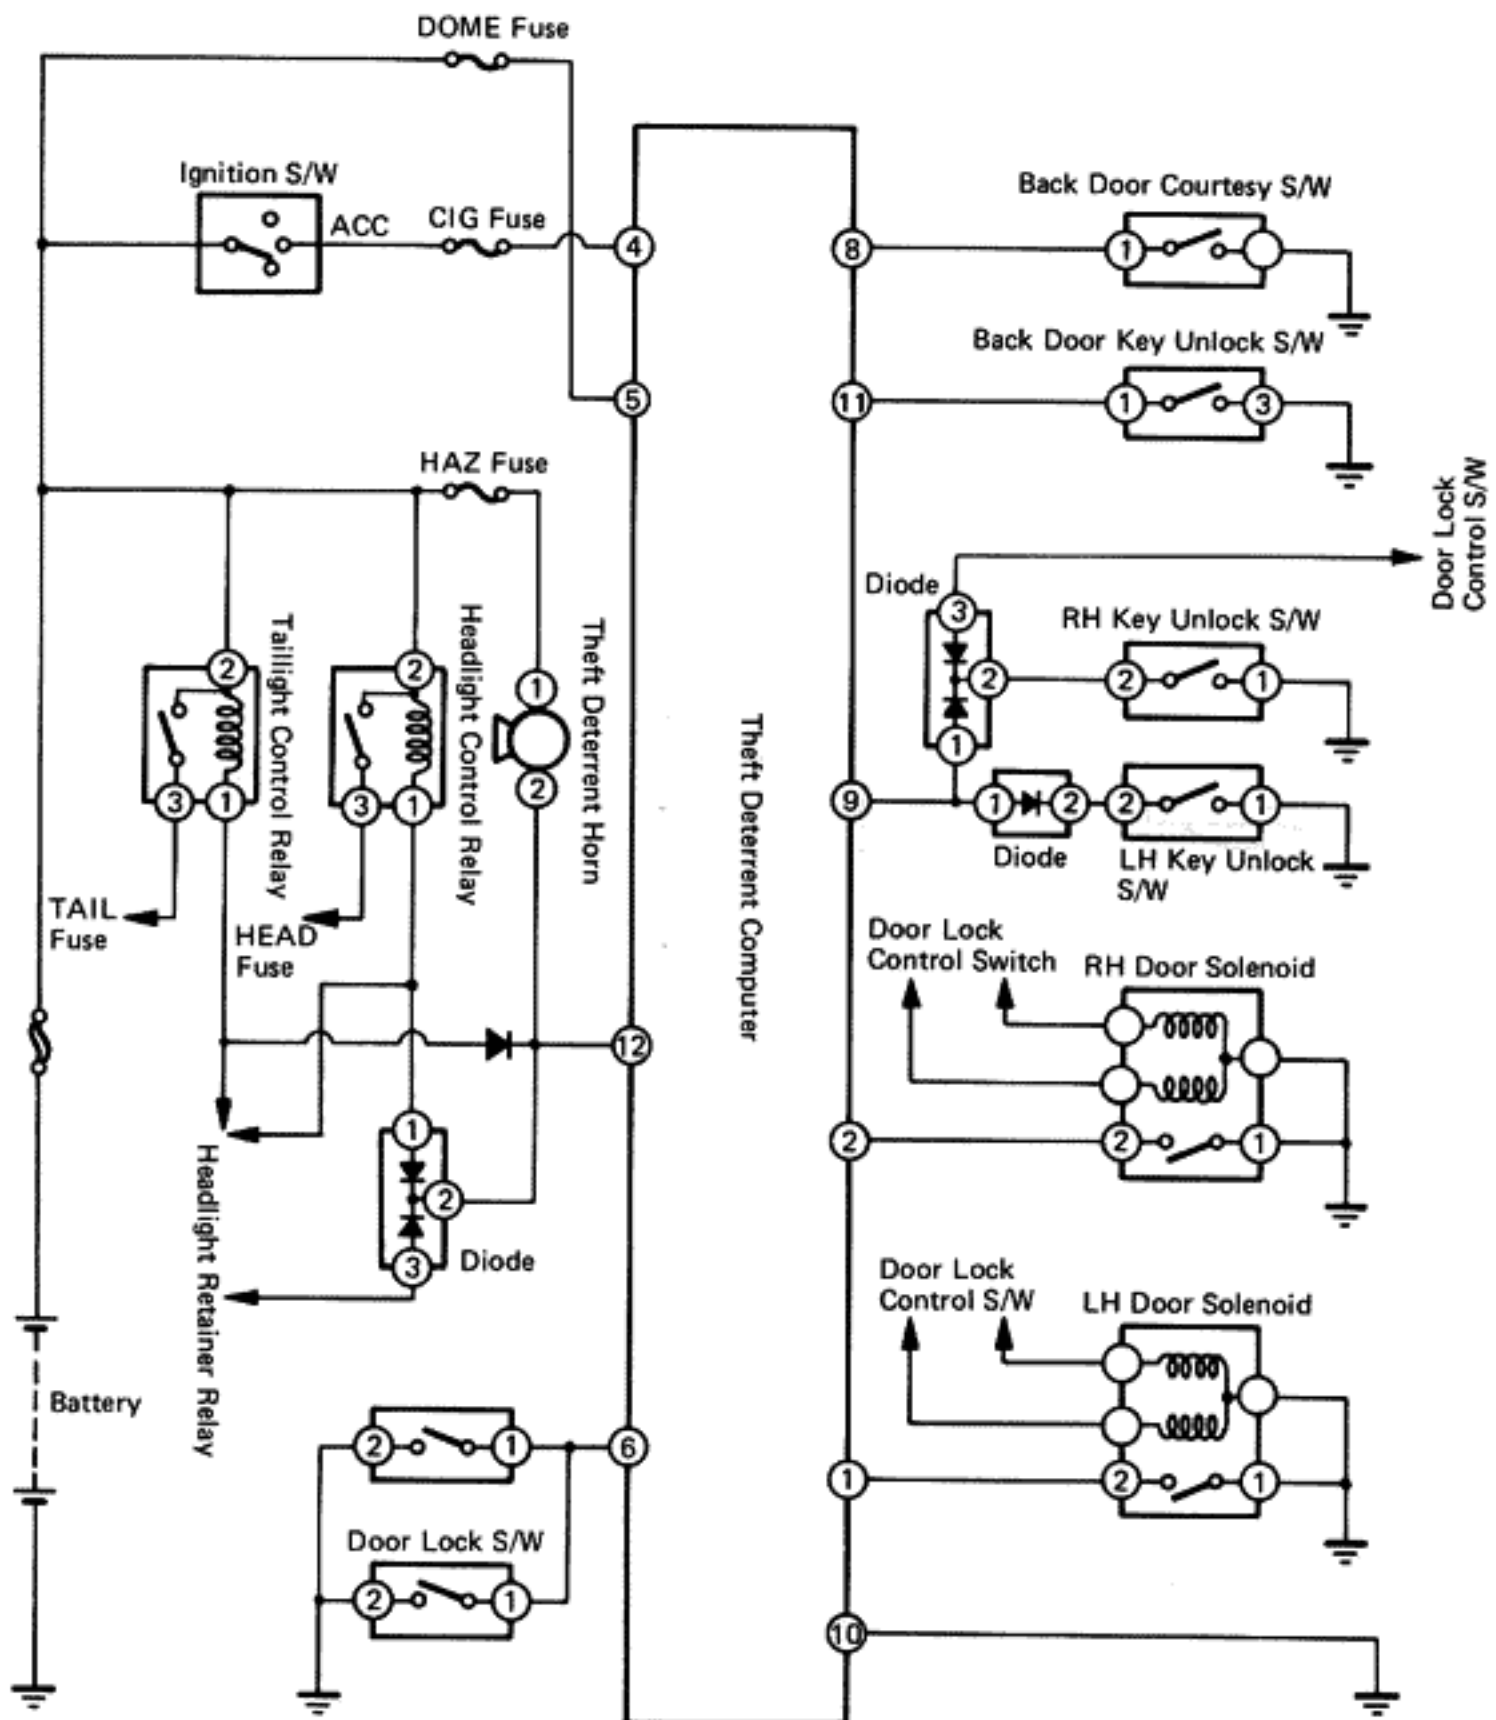 DOME Fuse
Ignition S/W
ACC
CIG Fuse
4
5
HAZ Fuse
2
3
1
Taillight Control Relay
TAIL
Fuse
2
3
1
Headlight Control Relay
HEAD
Fuse
1
2
Theft Deterrent Horn
12
1
2
3
Diode
Headlight Retainer Relay
Battery
2
1
6
Door Lock S/W
2
1
Theft Deterrent Computer
8
Back Door Courtesy S/W
1
11
Back Door Key Unlock S/W
1
3
Door Lock
Control S/W
Diode
3
2
1
RH Key Unlock S/W
2
1
9
1
2
Diode
2
1
LH Key Unlock
S/W
Door Lock
Control Switch
RH Door Solenoid
2
2
1
Door Lock
Control S/W
LH Door Solenoid
1
2
1
10